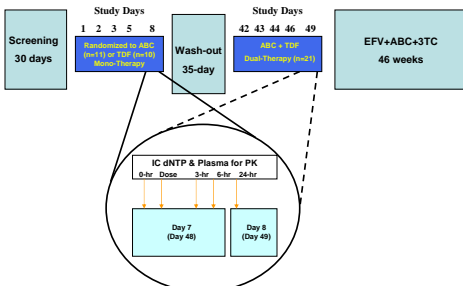 Study Days
1 2 3 5 8
Study Days
42 43 44 46 49
Screening
30 days
Randomized to ABC
(n=11) or TDF (n=10)
Mono-Therapy
Wash-out
35-day
ABC + TDF
Dual-Therapy (n=21)
EFV+ABC+3TC
46 weeks
IC dNTP & Plasma for PK
0-hr Dose 3-hr 6-hr 24-hr
Day 7
(Day 48)
Day 8
(Day 49)